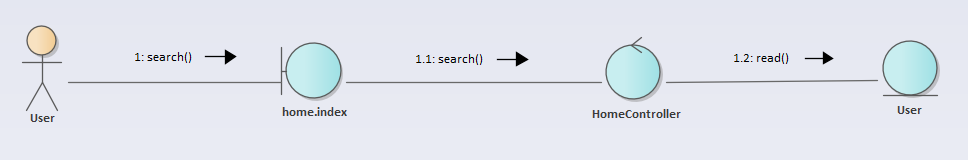 1: search()
1.1: search()
1.2: read()
User
home.index
HomeController
User